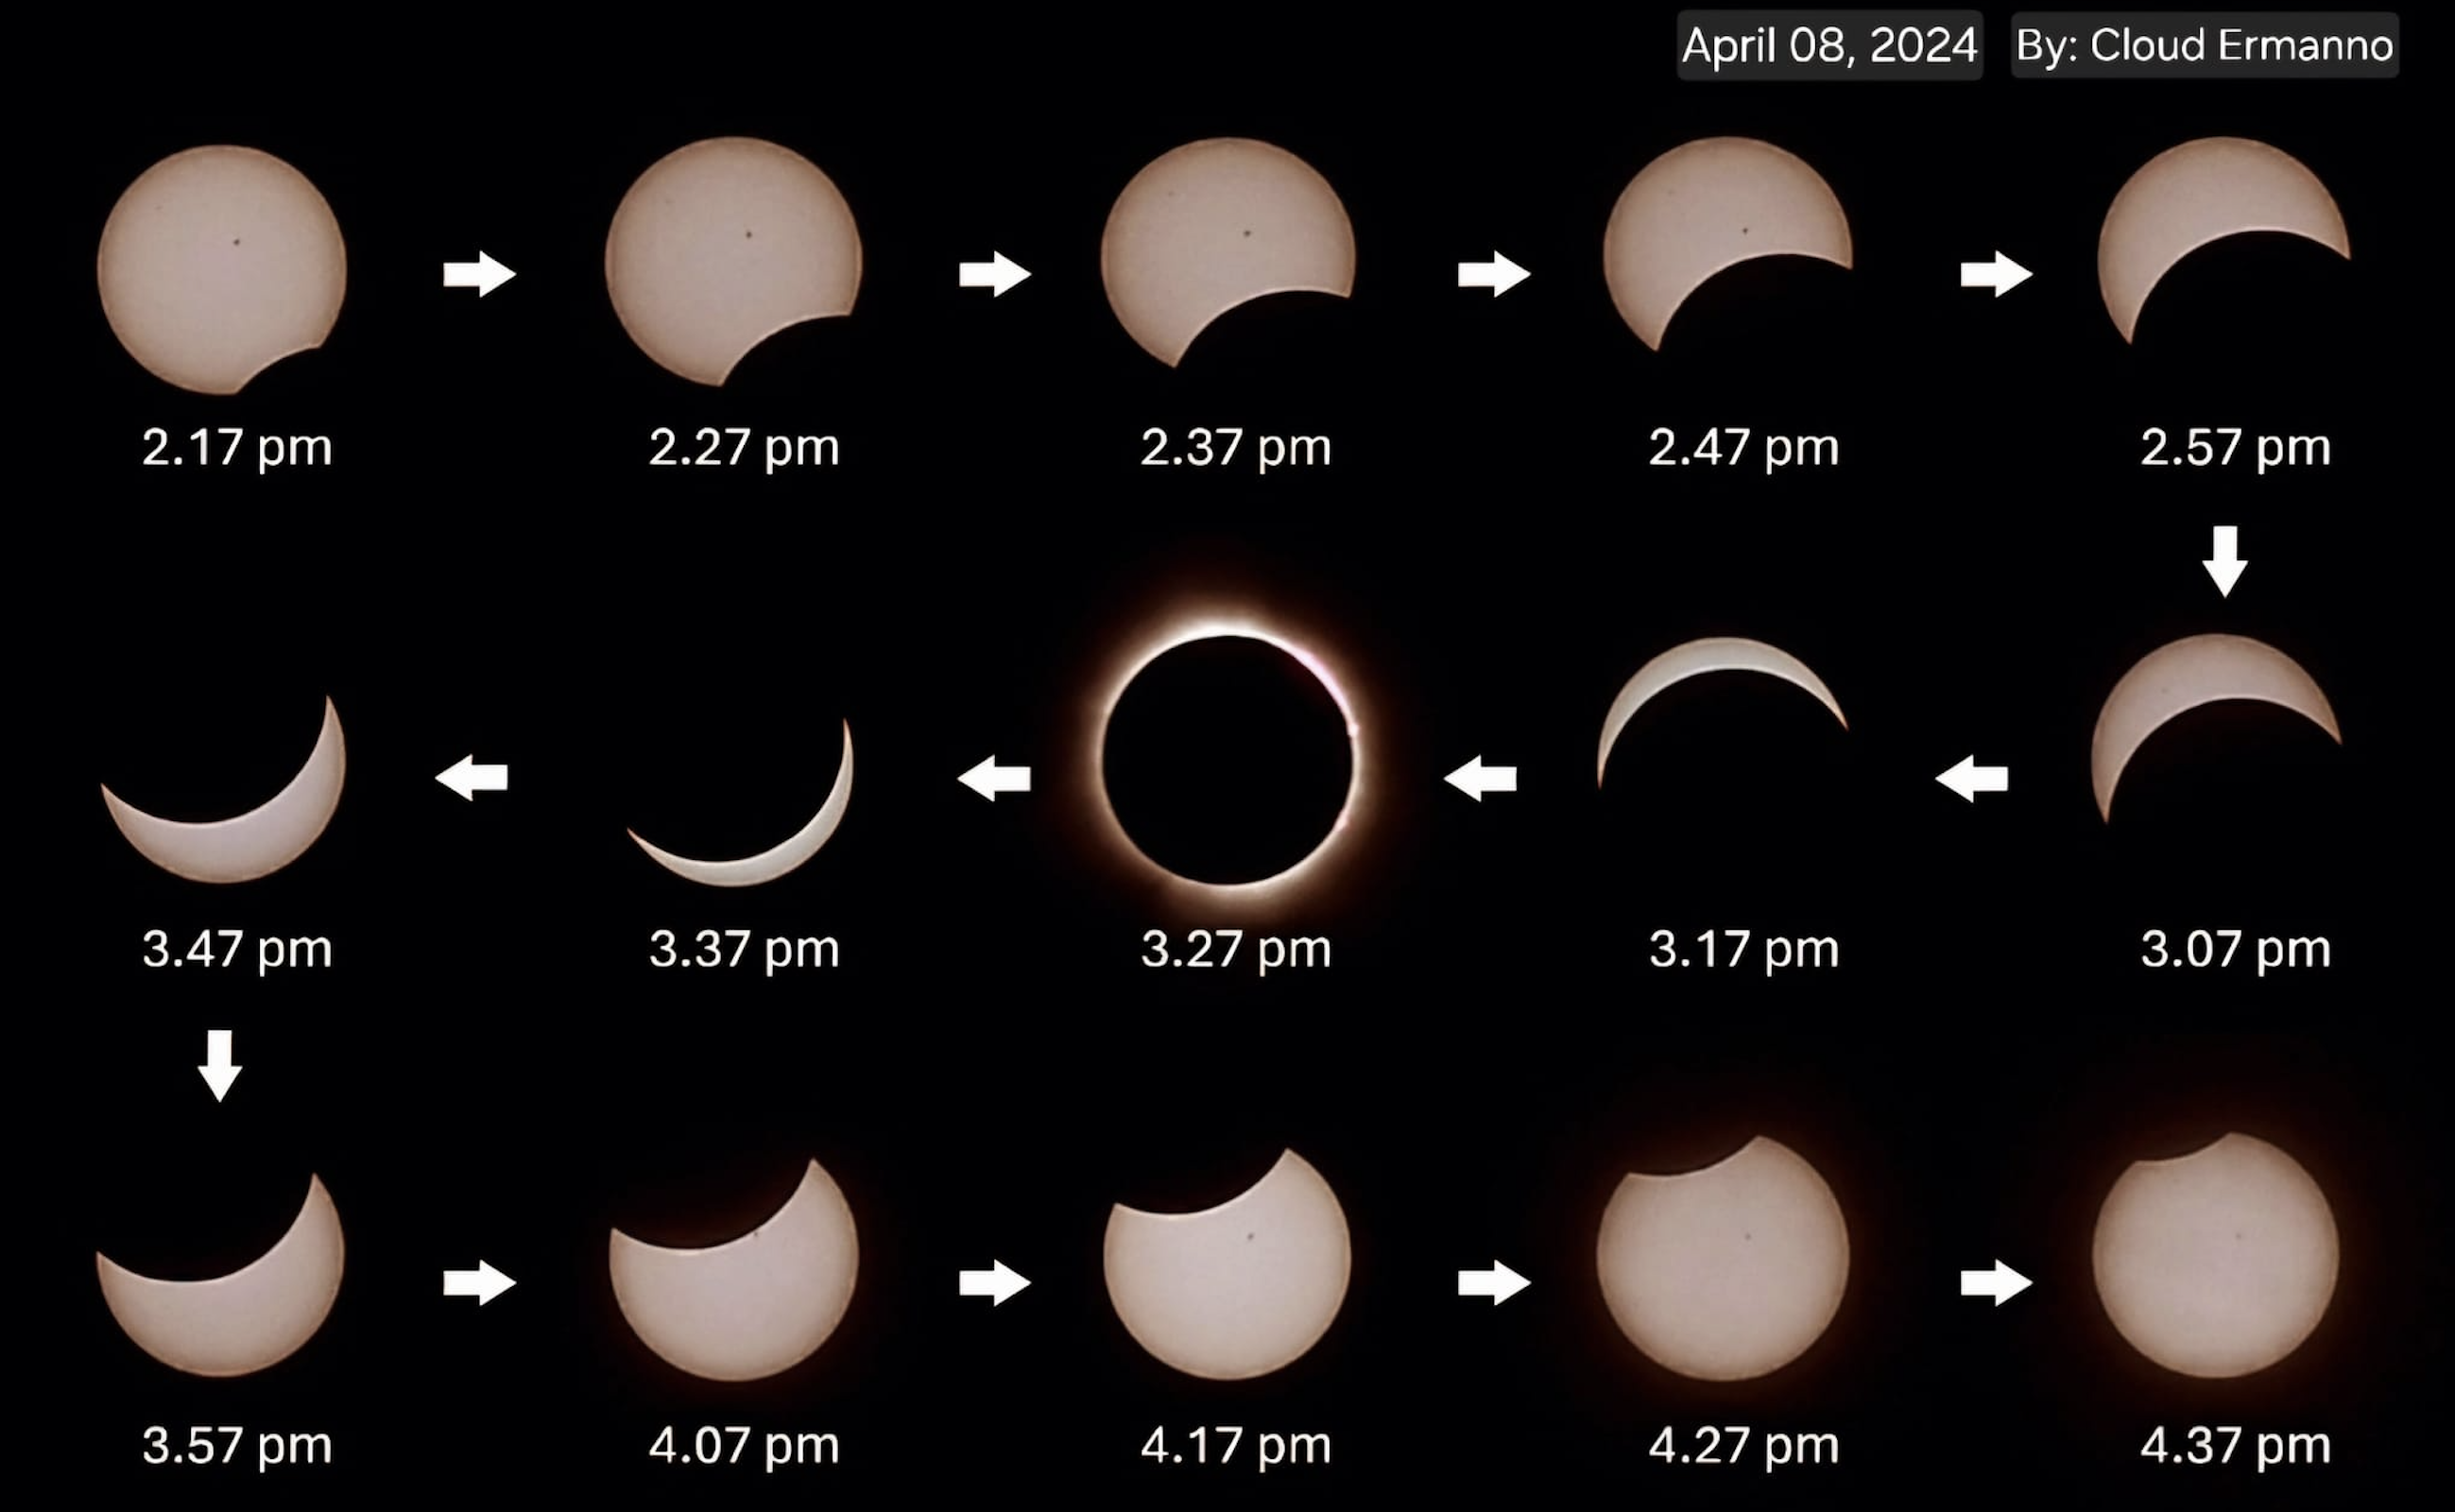 April 08, 2024 By: Cloud Ermanno
2.17 pm 2.27 pm 2.37 pm 2.47 pm 2.57 pm
3.47 pm 3.37 pm 3.27 pm 3.17 pm 3.07 pm
3.57 pm 4.07 pm 4.17 pm 4.27 pm 4.37 pm